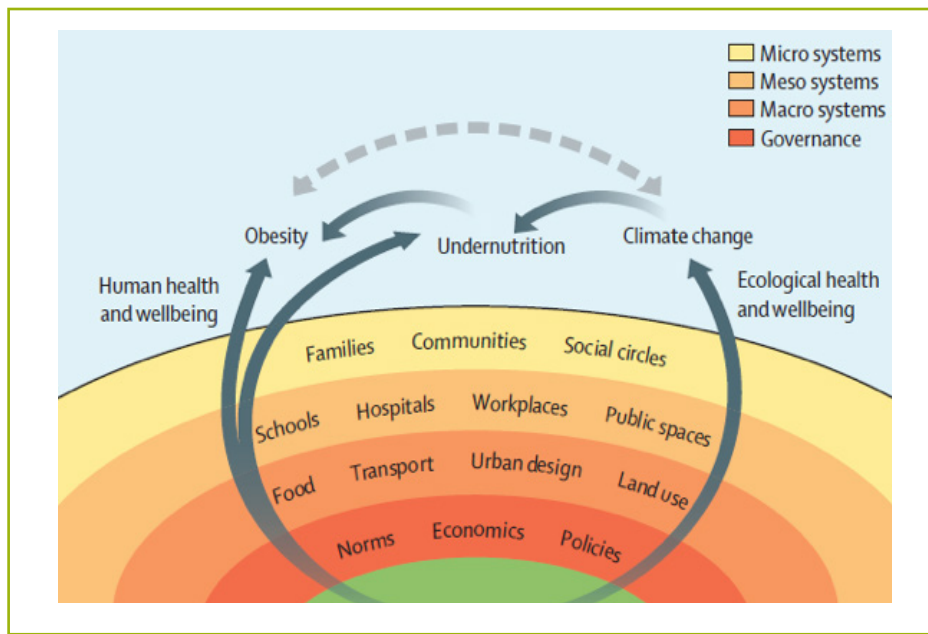 Micro systems
Meso systems
Macro systems
Governance
Obesity
Undernutrition
Climate change
Human health
and wellbeing
Ecological health
and wellbeing
Families Communities Social circles
Schools Hospitals Workplaces Public spaces
Food Transport Urban design Land use
Norms Economics Policies